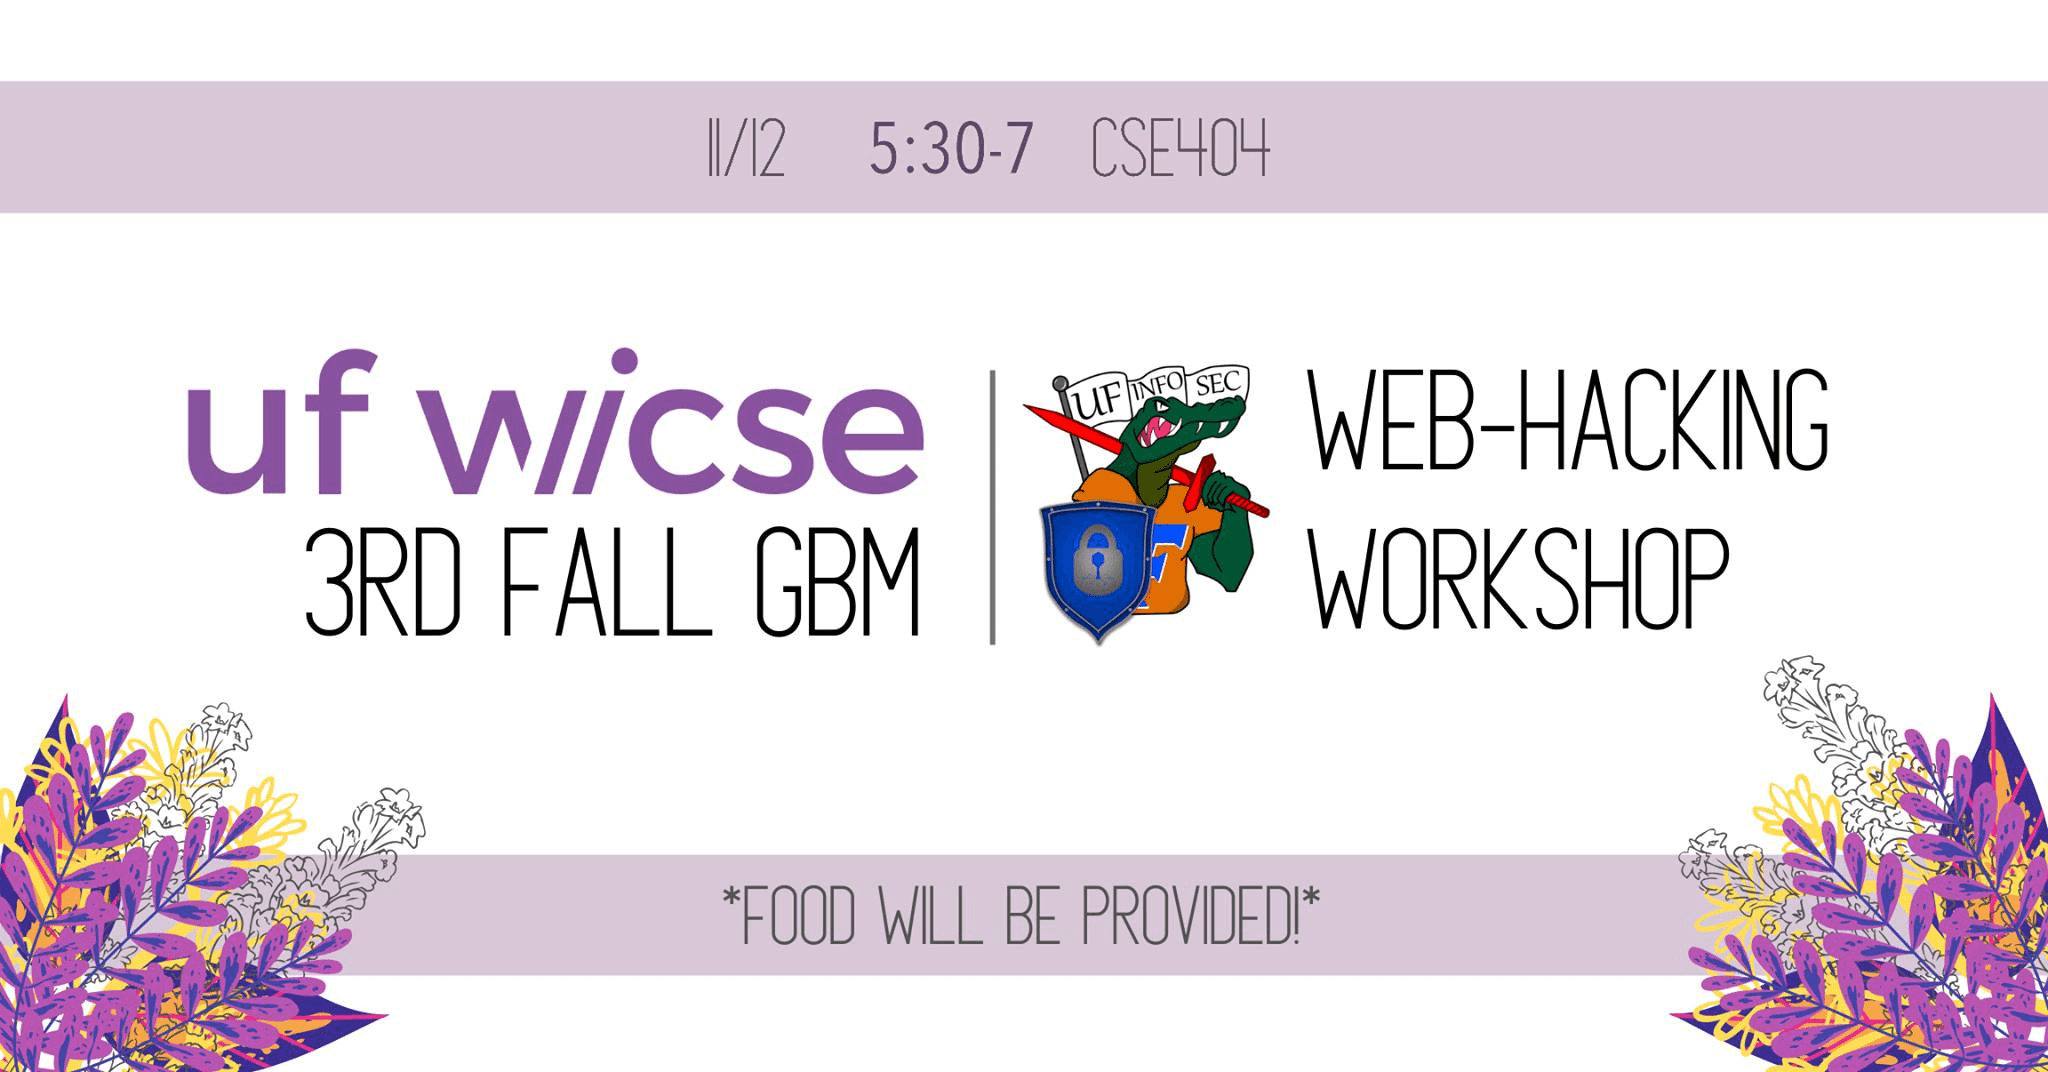 11/12 5:30-7 CSE404
uf wicse
3RD FALL GBM
UF INFO SEC
F
WEB-HACKING
WORKSHOP
*FOOD WILL BE PROVIDED!*